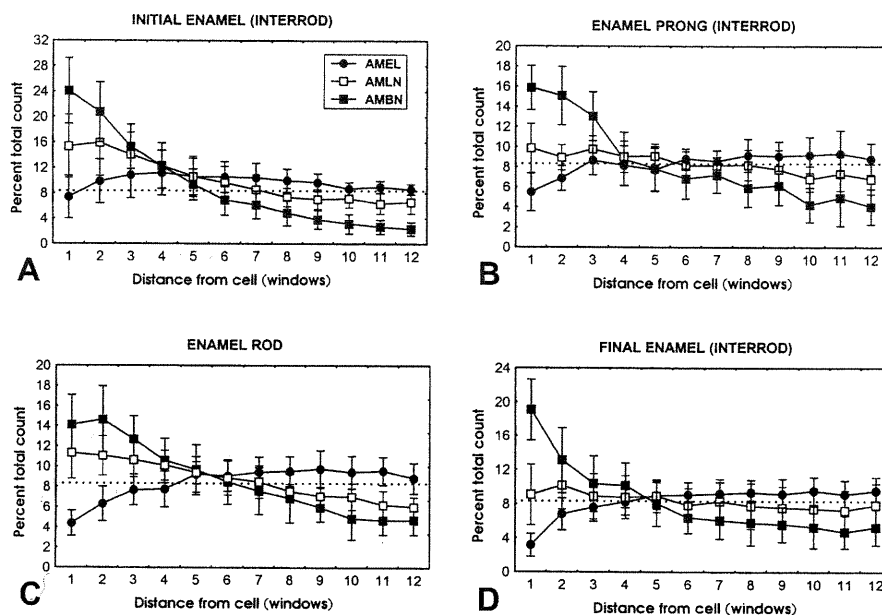 INITIAL ENAMEL (INTERROD)
Percent total count
32
28
24
20
16
12
8
4
0
AMEL
AMLN
AMBN
1 2 3 4 5 6 7 8 9 10 11 12
Distance from cell (windows)
A
ENAMEL PRONG (INTERROD)
Percent total count
20
18
16
14
12
10
8
6
4
2
0
1 2 3 4 5 6 7 8 9 10 11 12
Distance from cell (windows)
B
ENAMEL ROD
Percent total count
20
18
16
14
12
10
8
6
4
2
0
1 2 3 4 5 6 7 8 9 10 11 12
Distance from cell (windows)
C
FINAL ENAMEL (INTERROD)
Percent total count
24
20
16
12
8
4
0
1 2 3 4 5 6 7 8 9 10 11 12
Distance from cell (windows)
D